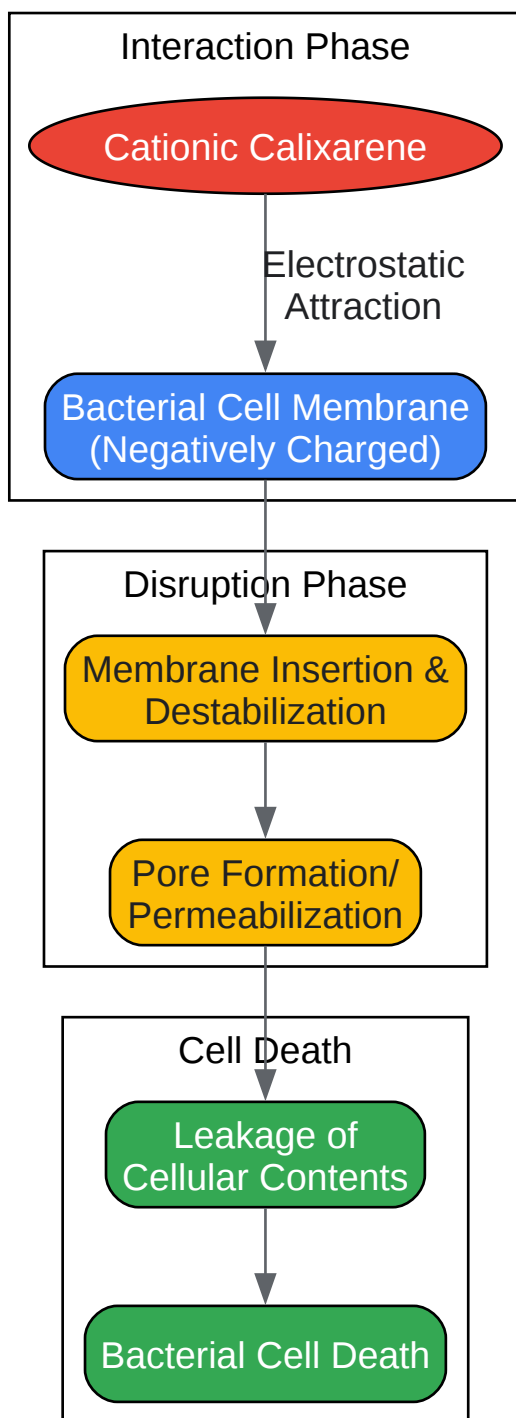 Interaction Phase
Cationic Calixarene
Electrostatic
Attraction
Bacterial Cell Membrane
(Negatively Charged)
Disruption Phase
Membrane Insertion &
Destabilization
Pore Formation/
Permeabilization
Cell Death
Leakage of
Cellular Contents
Bacterial Cell Death